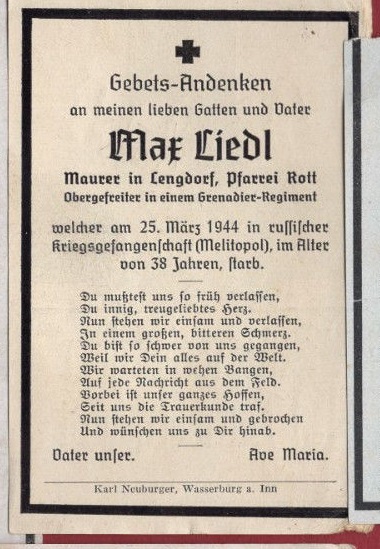 Gebets-Andenken
an meinen lieben Gatten und Vater
Max Liedl
Maurer in Lengdorf, Pfarrei Rott
Obergefreiter in einem Grenadier-Regiment
welcher am 25. März 1944 in russischer
Kriegsgefangenschaft (Melitopol), im Alter
von 38 Jahren, starb.
Du mußtest uns so früh verlassen,
Du innig, treugeliebtes Herz.
Nun stehen wir einsam und verlassen,
In einem großen, bitteren Schmerz.
Du bist so schwer von uns gegangen,
Weil wir Dein alles auf der Welt.
Wir warteten in wehen Bangen,
Auf jede Nachricht aus dem Feld.
Vorbei ist unser ganzes Hoffen,
Seit uns die Trauerkunde traf.
Nun stehen wir einsam und gebrochen
Und wünschen uns zu Dir hinab.
Vater unser. Ave Maria.
Karl Neuburger, Wasserburg a. Inn